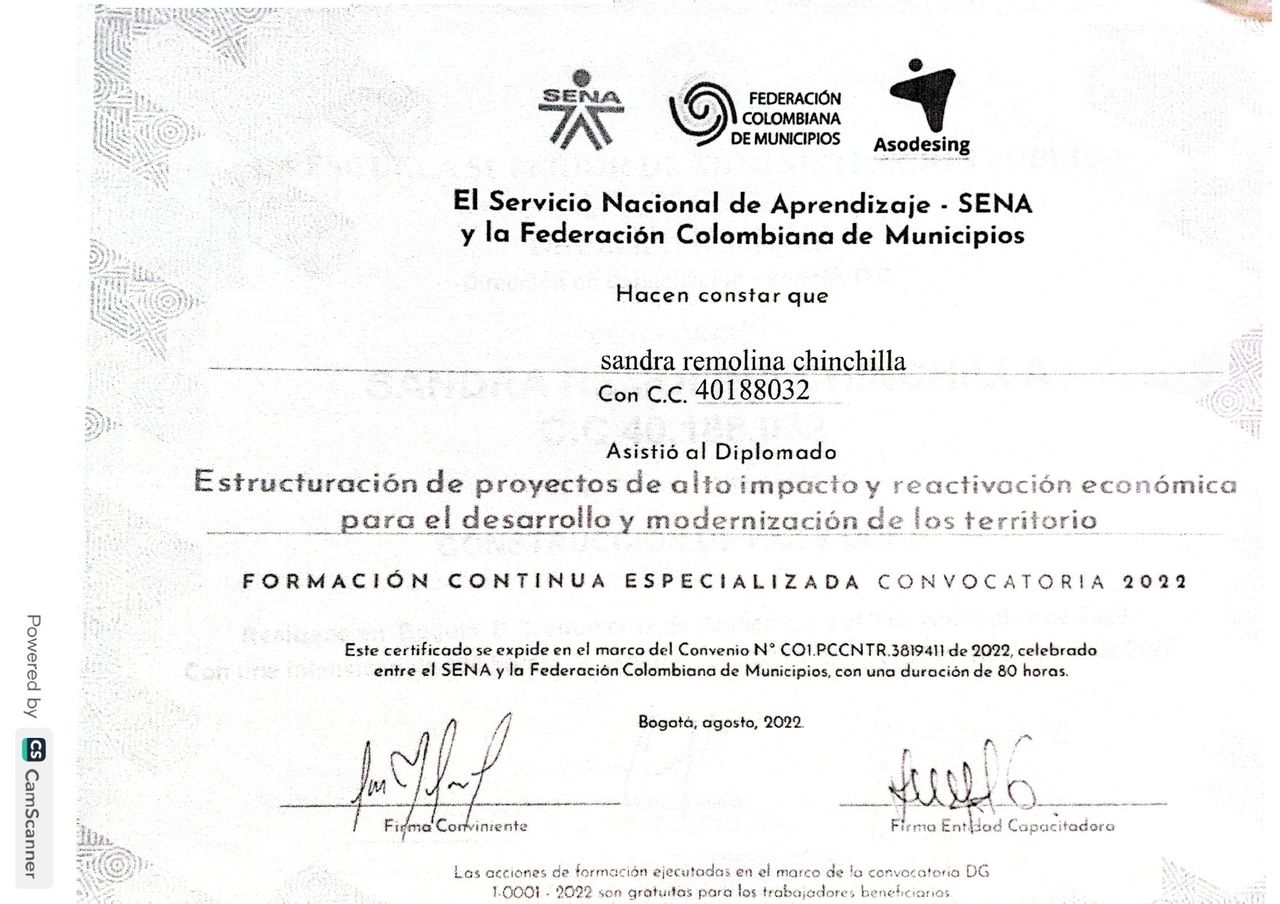 SENA
FEDERACIÓN
COLOMBIANA
DE MUNICIPIOS
Asodesing
El Servicio Nacional de Aprendizaje - SENA
y la Federación Colombiana de Municipios
Hacen constar que
sandra remolina chinchilla
Con C.C. 40188032
Asistió al Diplomado
Estructuración de proyectos de alto impacto y reactivación económica
para el desarrollo y modernización de los territorio
FORMACIÓN CONTINUA ESPECIALIZADA CONVOCATORIA 2022
Este certificado se expide en el marco del Convenio N° CO1.PCCNTR.3819411 de 2022, celebrado
entre el SENA y la Federación Colombiana de Municipios, con una duración de 80 horas.
Bogotá, agosto, 2022.
Firma Conviniente
Firma Entidad Capacitadora
Las acciones de formación ejecutadas en el marco de la convocatoria DG
1-0001 - 2022 son gratuitas para los trabajadores beneficiarios.
Powered by CS CamScanner